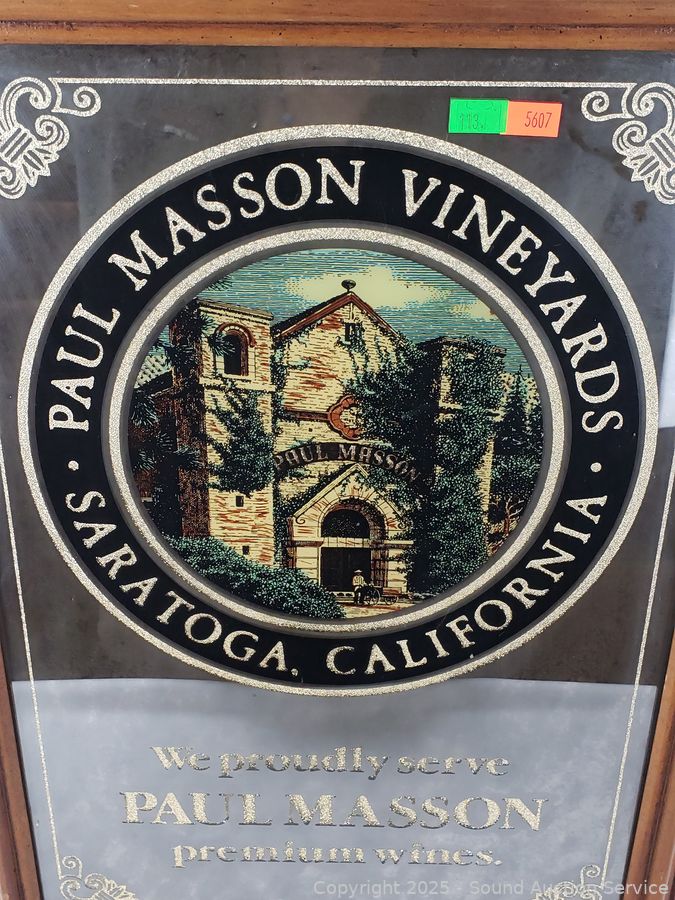 5607
PAUL MASSON VINEYARDS
PAUL MASSON
• SARATOGA, CALIFORNIA •
We proudly serve
PAUL MASSON
premium wines.
Copyright 2025 - Sound Auction Service